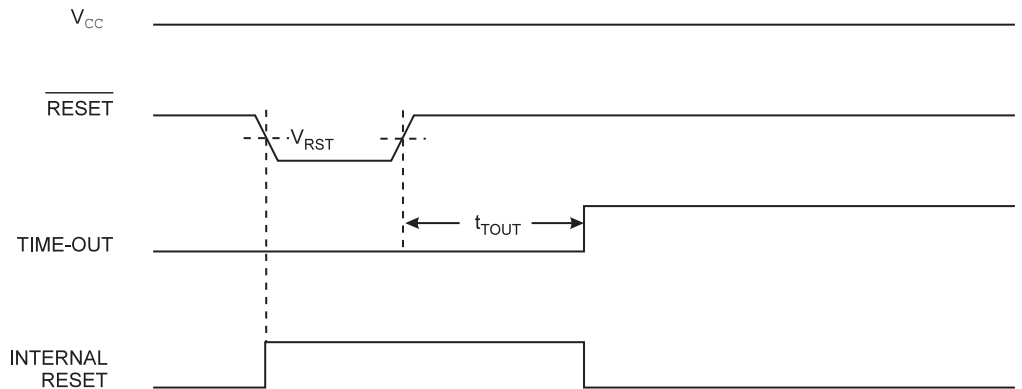 VCC
RESET
VRST
tTOUT
TIME-OUT
INTERNAL
RESET